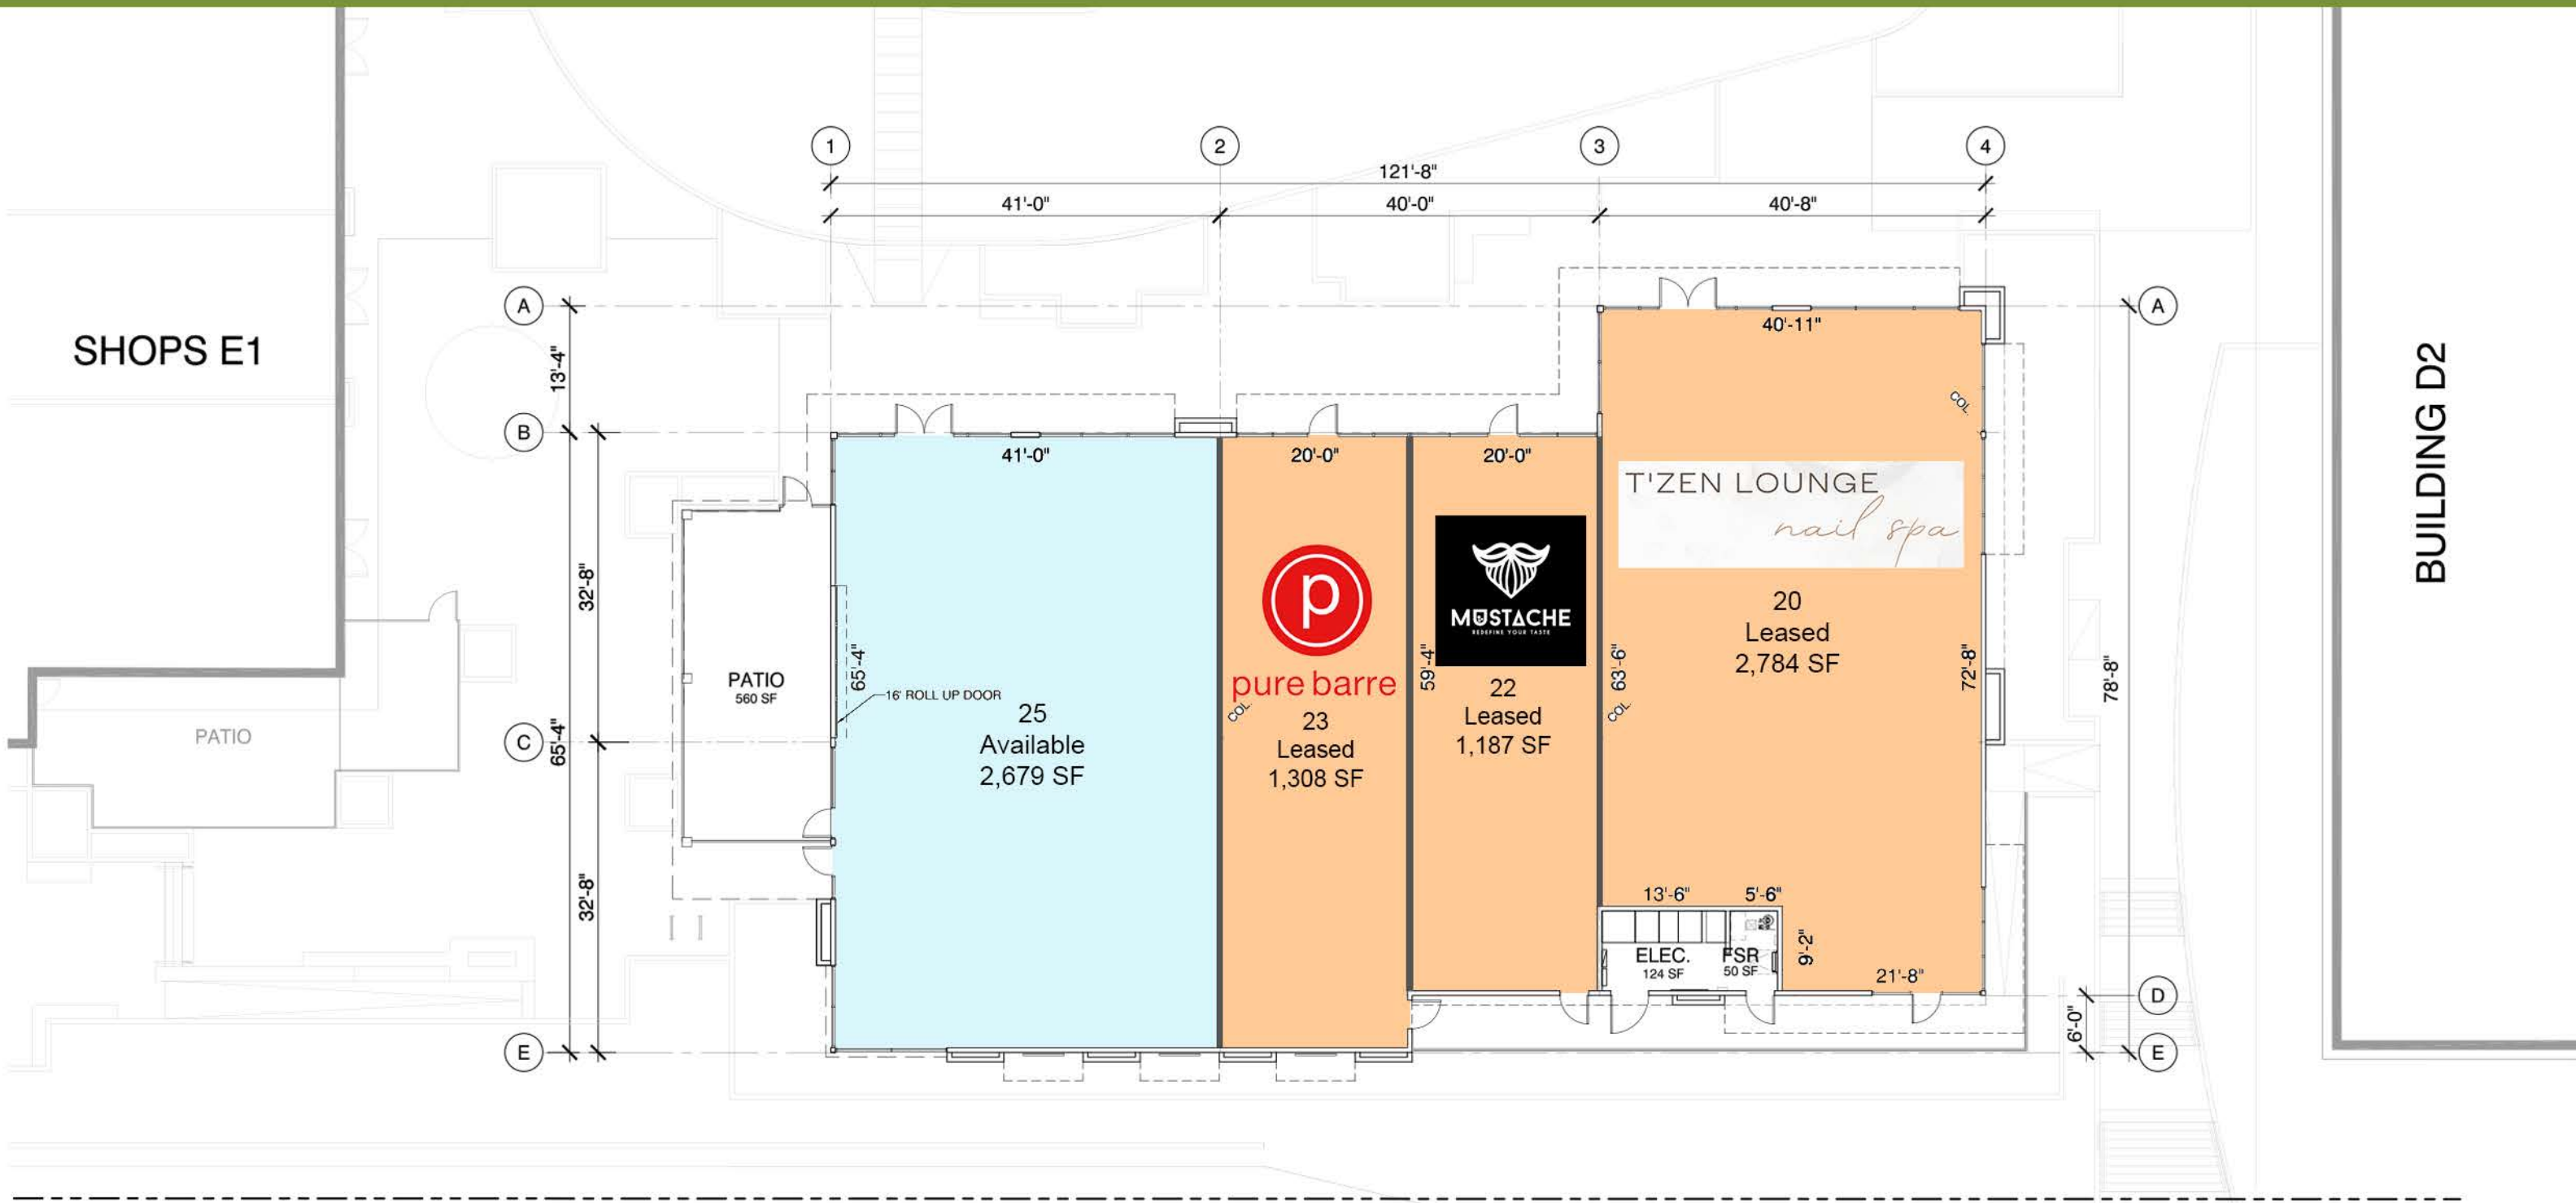 1
2
3
4
121'-8"
41'-0"
40'-0"
40'-8"
A
A
13'-4"
40'-11"
SHOPS E1
BUILDING D2
COL.
B
41'-0"
20'-0"
20'-0"
T'ZEN LOUNGE
nail spa
32'-8"
p
pure barre
MUSTACHE
REDEFINE YOUR TASTE
20
Leased
2,784 SF
65'-4"
59'-4"
63'-6"
72'-8"
78'-8"
PATIO
560 SF
16' ROLL UP DOOR
25
Available
2,679 SF
COL.
23
Leased
1,308 SF
22
Leased
1,187 SF
COL.
PATIO
C
65'-4"
32'-8"
13'-6"
5'-6"
9'-2"
ELEC.
124 SF
FSR
50 SF
21'-8"
D
6'-0"
E
E